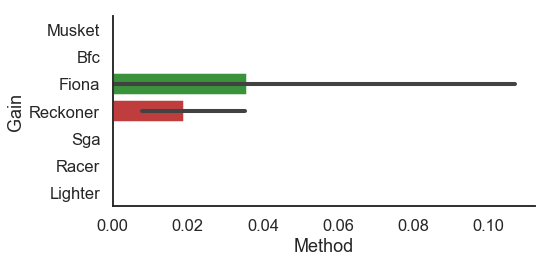 Musket
Bfc
Fiona
Reckoner
Sga
Racer
Lighter
Gain
0.00 0.02 0.04 0.06 0.08 0.10
Method